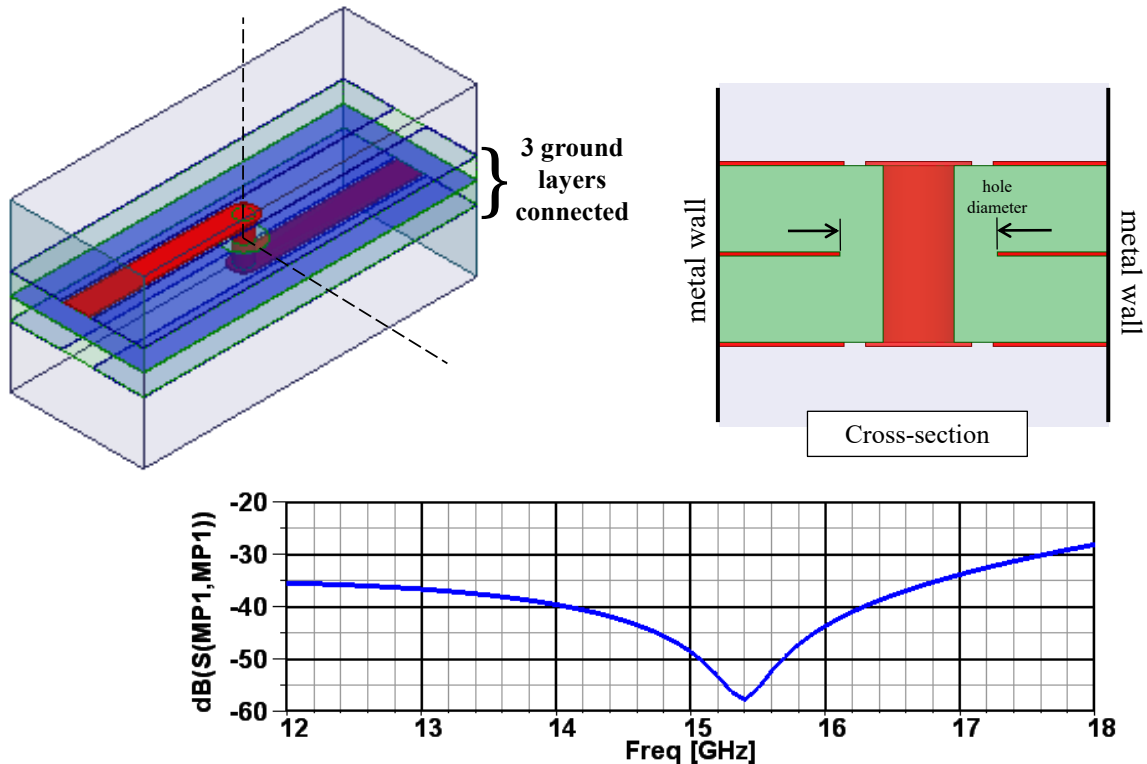 3 ground
layers
connected
}
metal wall
hole
diameter
metal wall
Cross-section
dB(S(MP1,MP1))
-20
-30
-40
-50
-60
12
13
14
15
16
17
18
Freq [GHz]